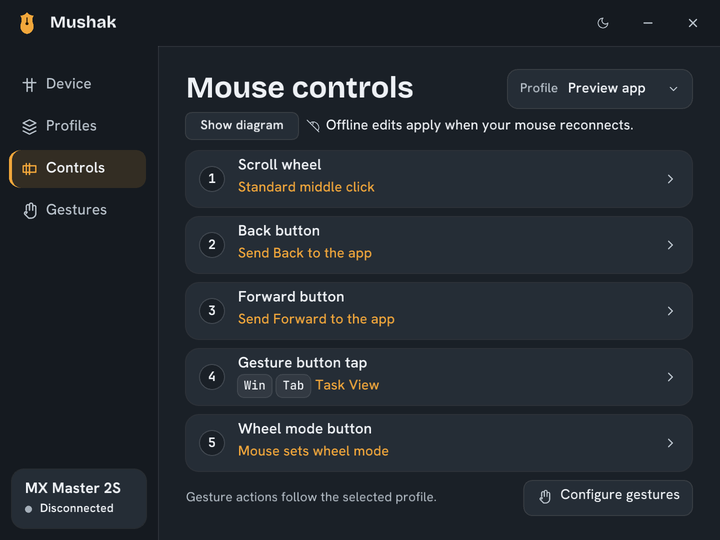 Mushak
Device
Profiles
Controls
Gestures
MX Master 2S
Disconnected
Mouse controls
Profile Preview app
Show diagram
Offline edits apply when your mouse reconnects.
1
Scroll wheel
Standard middle click
2
Back button
Send Back to the app
3
Forward button
Send Forward to the app
4
Gesture button tap
Win Tab Task View
5
Wheel mode button
Mouse sets wheel mode
Gesture actions follow the selected profile.
Configure gestures